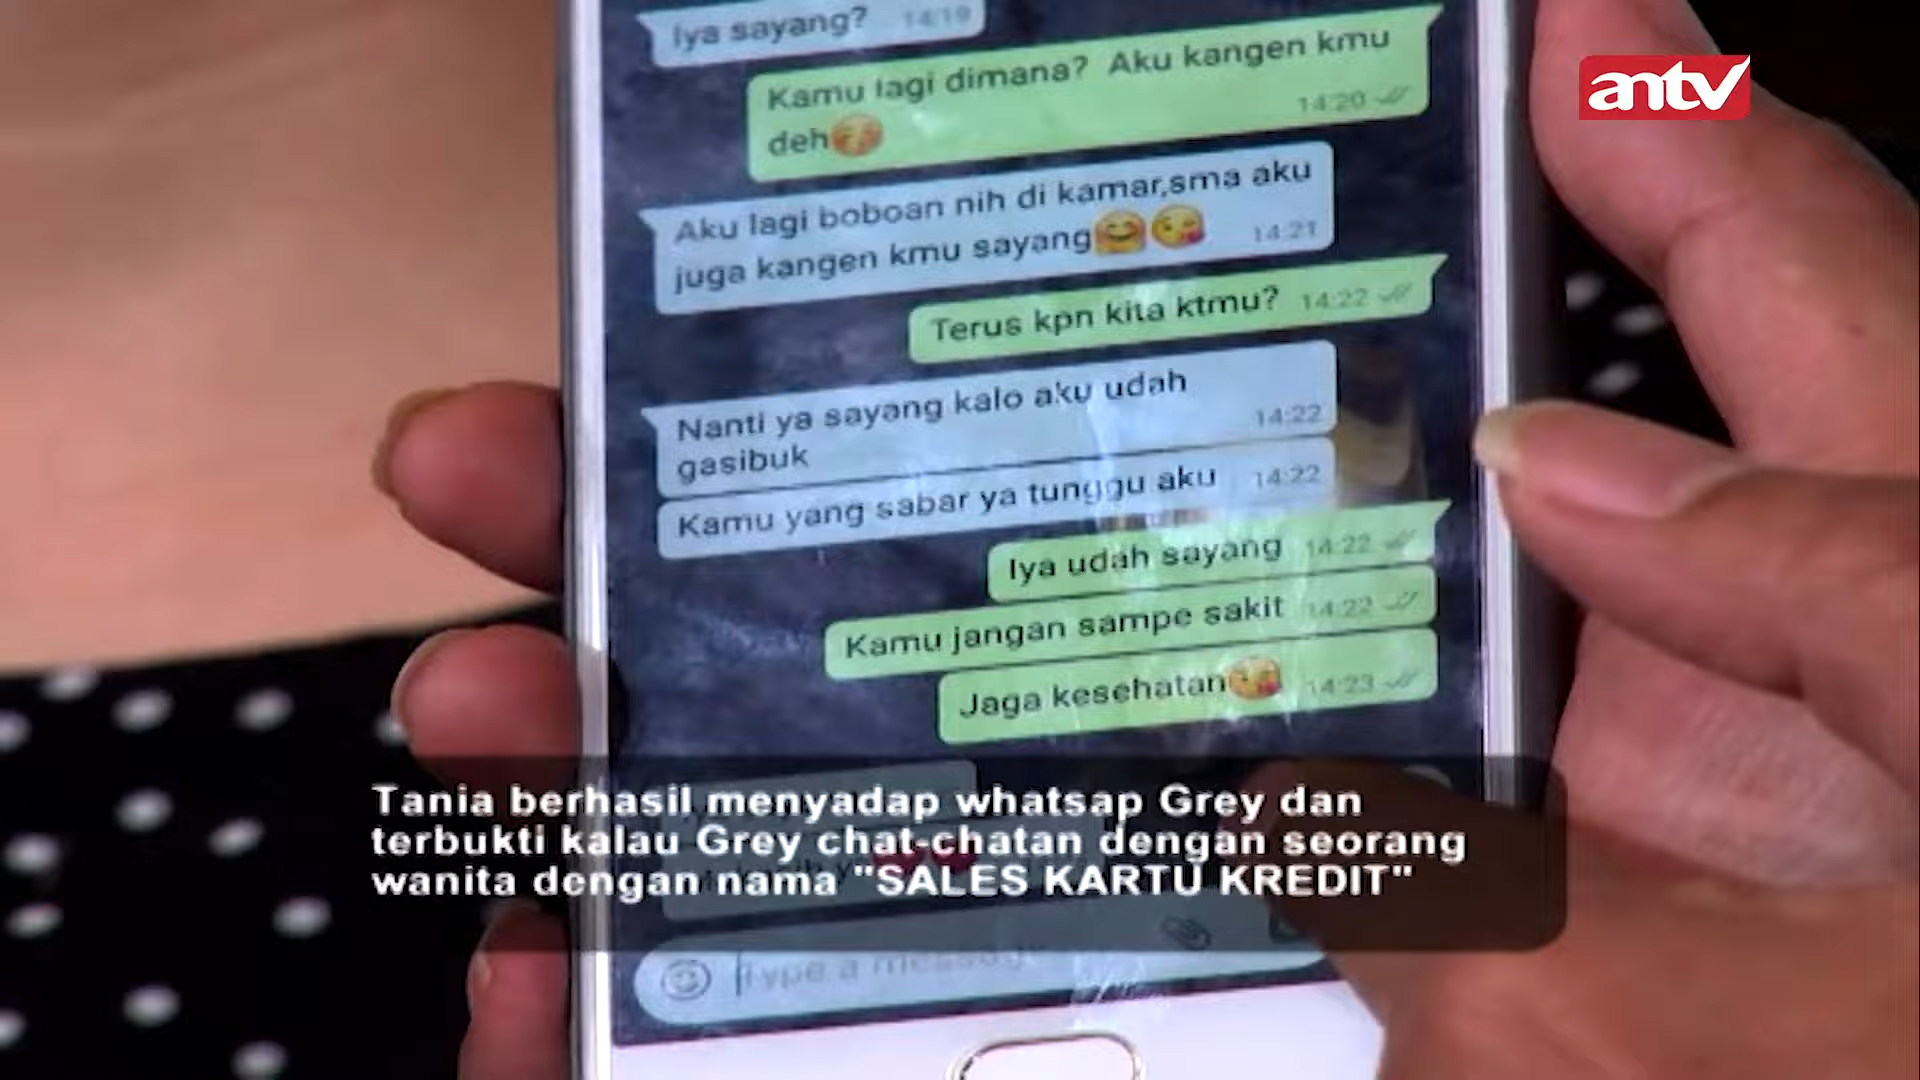 Iya sayang? 14:19
antv
Kamu lagi dimana? Aku kangen kmu
deh 14:20
Aku lagi boboan nih di kamar,sma aku
juga kangen kmu sayang 14:21
Terus kpn kita ktmu? 14:22
Nanti ya sayang kalo aku udah
gasibuk 14:22
Kamu yang sabar ya tunggu aku 14:22
Iya udah sayang 14:22
Kamu jangan sampe sakit 14:22
Jaga kesehatan 14:23
Tania berhasil menyadap whatsap Grey dan
terbukti kalau Grey chat-chatan dengan seorang
wanita dengan nama "SALES KARTU KREDIT"
Type a message